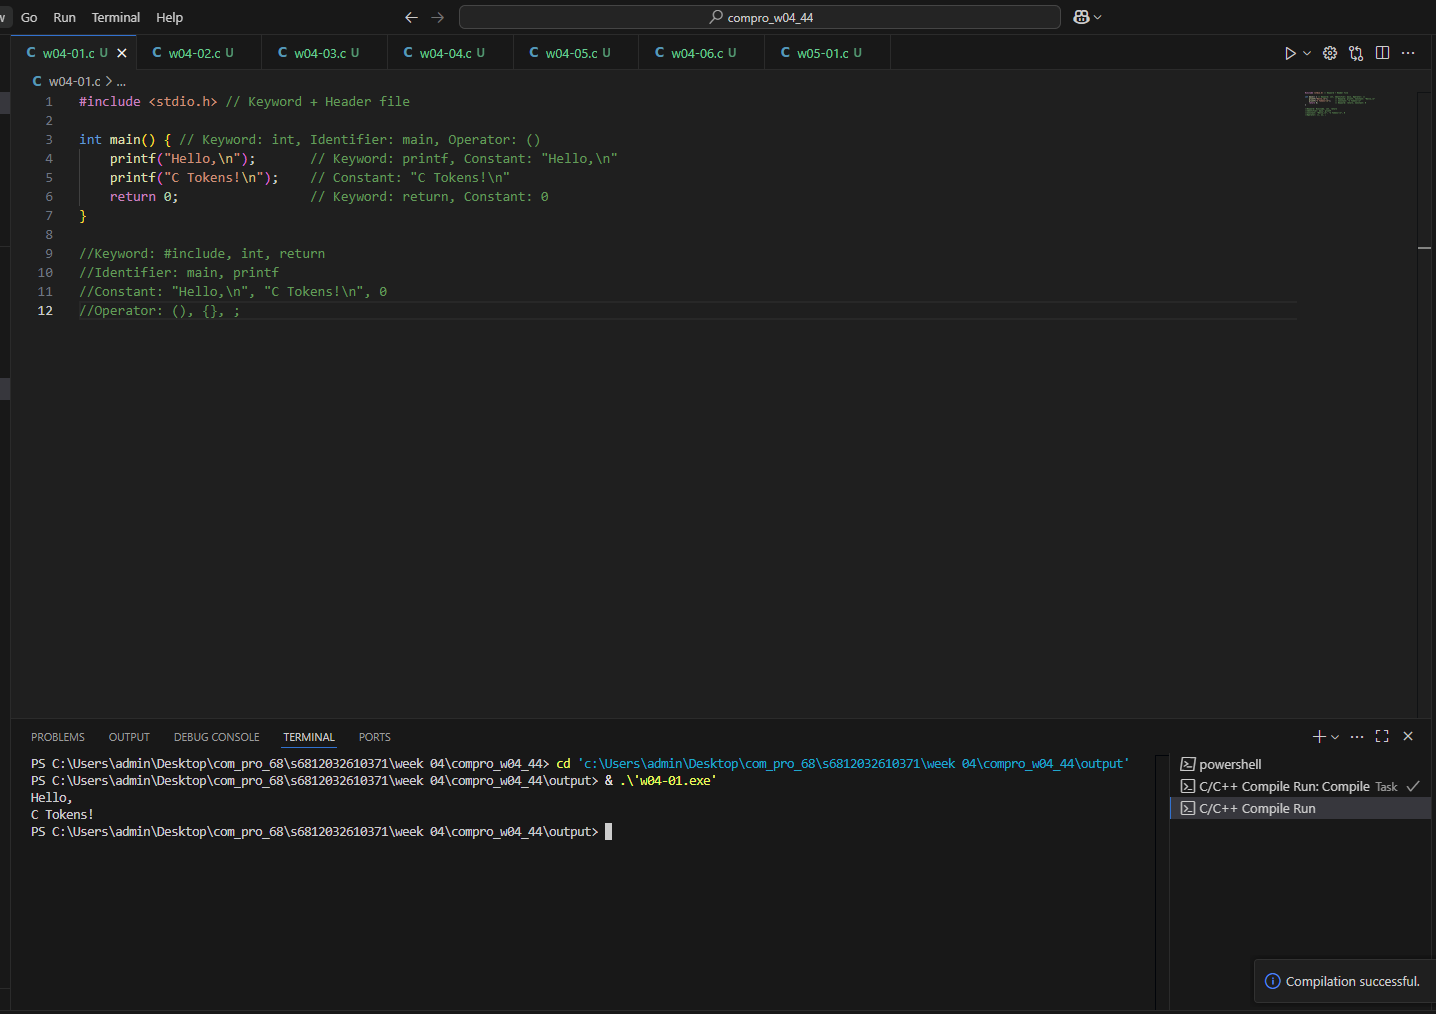 Go Run Terminal Help compro_w04_44
w04-01.c U w04-02.c U w04-03.c U w04-04.c U w04-05.c U w04-06.c U w05-01.c U
C w04-01.c > ...
1 #include <stdio.h> // Keyword + Header file
2
3 int main() { // Keyword: int, Identifier: main, Operator: ()
4     printf("Hello,\n");       // Keyword: printf, Constant: "Hello,\n"
5     printf("C Tokens!\n");    // Constant: "C Tokens!\n"
6     return 0;                 // Keyword: return, Constant: 0
7 }
8
9 //Keyword: #include, int, return
10 //Identifier: main, printf
11 //Constant: "Hello,\n", "C Tokens!\n", 0
12 //Operator: (), {}, ;
PROBLEMS OUTPUT DEBUG CONSOLE TERMINAL PORTS
PS C:\Users\admin\Desktop\com_pro_68\s6812032610371\week 04\compro_w04_44> cd 'c:\Users\admin\Desktop\com_pro_68\s6812032610371\week 04\compro_w04_44\output'
PS C:\Users\admin\Desktop\com_pro_68\s6812032610371\week 04\compro_w04_44\output> & .\'w04-01.exe'
Hello,
C Tokens!
PS C:\Users\admin\Desktop\com_pro_68\s6812032610371\week 04\compro_w04_44\output>
powershell
C/C++ Compile Run: Compile Task
C/C++ Compile Run
Compilation successful.